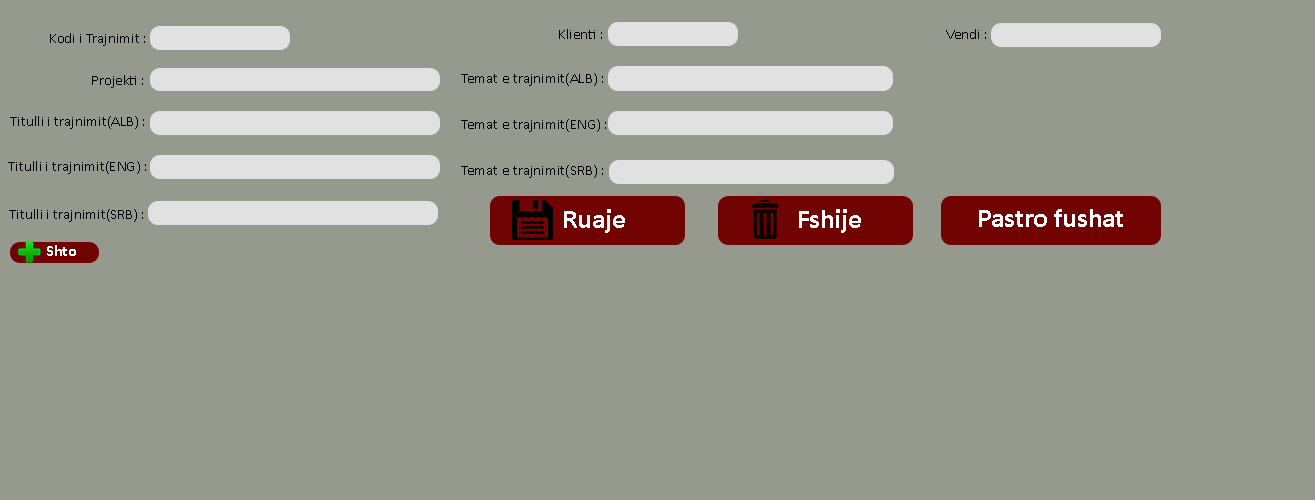 Kodi i Trajnimit :
Klienti :
Vendi :
Projekti :
Temat e trajnimit(ALB) :
Titulli i trajnimit(ALB) :
Temat e trajnimit(ENG) :
Titulli i trajnimit(ENG) :
Temat e trajnimit(SRB) :
Titulli i trajnimit(SRB) :
Ruaje
Fshije
Pastro fushat
Shto